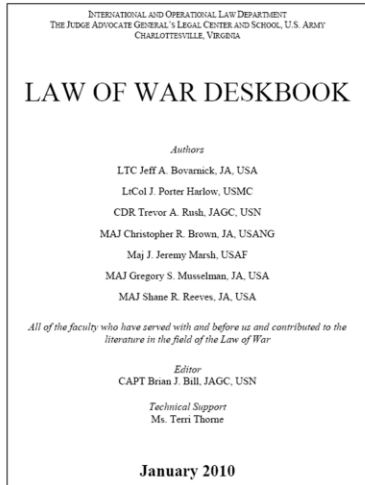 INTERNATIONAL AND OPERATIONAL LAW DEPARTMENT
THE JUDGE ADVOCATE GENERAL'S LEGAL CENTER AND SCHOOL, U.S. ARMY
CHARLOTTESVILLE, VIRGINIA
LAW OF WAR DESKBOOK
Authors
LTC Jeff A. Bovarnick, JA, USA
LtCol J. Porter Harlow, USMC
CDR Trevor A. Rush, JAGC, USN
MAJ Christopher R. Brown, JA, USANG
Maj J. Jeremy Marsh, USAF
MAJ Gregory S. Musselman, JA, USA
MAJ Shane R. Reeves, JA, USA
All of the faculty who have served with and before us and contributed to the
literature in the field of the Law of War
Editor
CAPT Brian J. Bill, JAGC, USN
Technical Support
Ms. Terri Thorne
January 2010